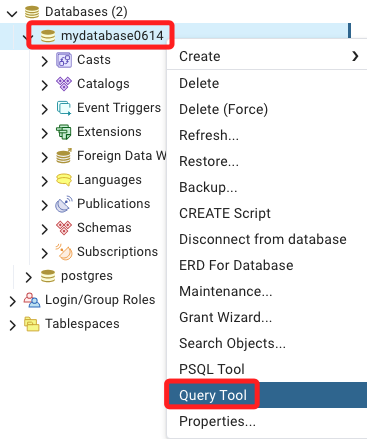 Databases (2)
mydatabase0614
Casts
Catalogs
Event Triggers
Extensions
Foreign Data W
Languages
Publications
Schemas
Subscriptions
postgres
Login/Group Roles
Tablespaces
Create
Delete
Delete (Force)
Refresh...
Restore...
Backup...
CREATE Script
Disconnect from database
ERD For Database
Maintenance...
Grant Wizard...
Search Objects...
PSQL Tool
Query Tool
Properties...